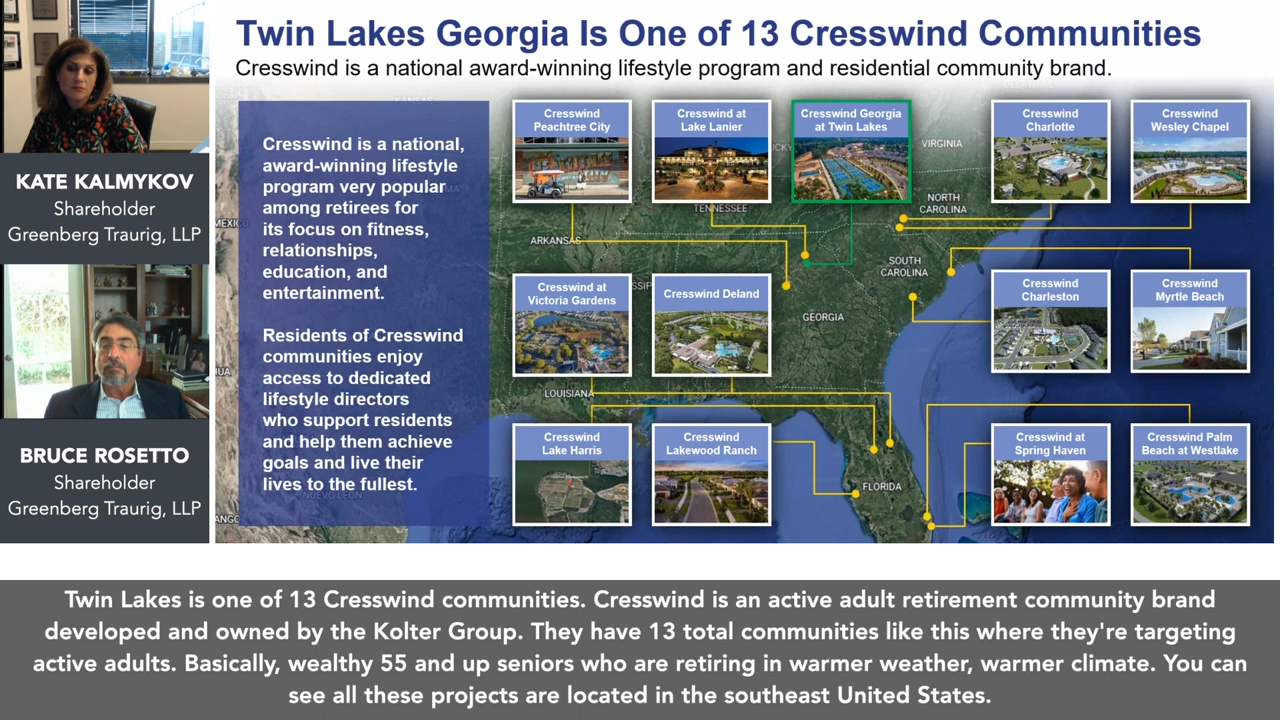 Twin Lakes Georgia Is One of 13 Cresswind Communities
Cresswind is a national award-winning lifestyle program and residential community brand.
KATE KALMYKOV
Shareholder
Greenberg Traurig, LLP
BRUCE ROSETTO
Shareholder
Greenberg Traurig, LLP
Cresswind is a national,
award-winning lifestyle
program very popular
among retirees for
its focus on fitness,
relationships,
education, and
entertainment.
Residents of Cresswind
communities enjoy
access to dedicated
lifestyle directors
who support residents
and help them achieve
goals and live their
lives to the fullest.
Cresswind
Peachtree City
Cresswind at
Lake Lanier
Cresswind Georgia
at Twin Lakes
Cresswind
Charlotte
Cresswind
Wesley Chapel
VIRGINIA
NORTH
CAROLINA
TENNESSEE
ARKANSAS
SOUTH
CAROLINA
GEORGIA
Cresswind at
Victoria Gardens
Cresswind Deland
Cresswind
Charleston
Cresswind
Myrtle Beach
LOUISIANA
Cresswind
Lake Harris
Cresswind
Lakewood Ranch
Cresswind at
Spring Haven
Cresswind Palm
Beach at Westlake
FLORIDA
NUEVO LEON
Twin Lakes is one of 13 Cresswind communities. Cresswind is an active adult retirement community brand
developed and owned by the Kolter Group. They have 13 total communities like this where they're targeting
active adults. Basically, wealthy 55 and up seniors who are retiring in warmer weather, warmer climate. You can
see all these projects are located in the southeast United States.